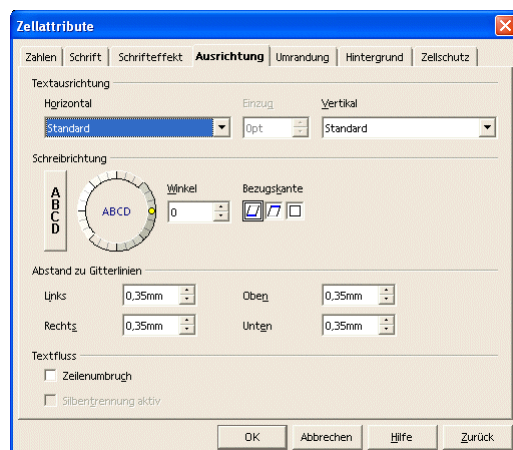 Zellattribute
Zahlen Schrift Schrifteffekt Ausrichtung Umrandung Hintergrund Zellschutz
Textausrichtung
Horizontal Einzug Vertikal
Standard 0pt Standard
Schreibrichtung
ABCD
ABCD
Winkel Bezugskante
0
Abstand zu Gitterlinien
Links 0,35mm Oben 0,35mm
Rechts 0,35mm Unten 0,35mm
Textfluss
Zeilenumbruch
Silbentrennung aktiv
OK Abbrechen Hilfe Zurück